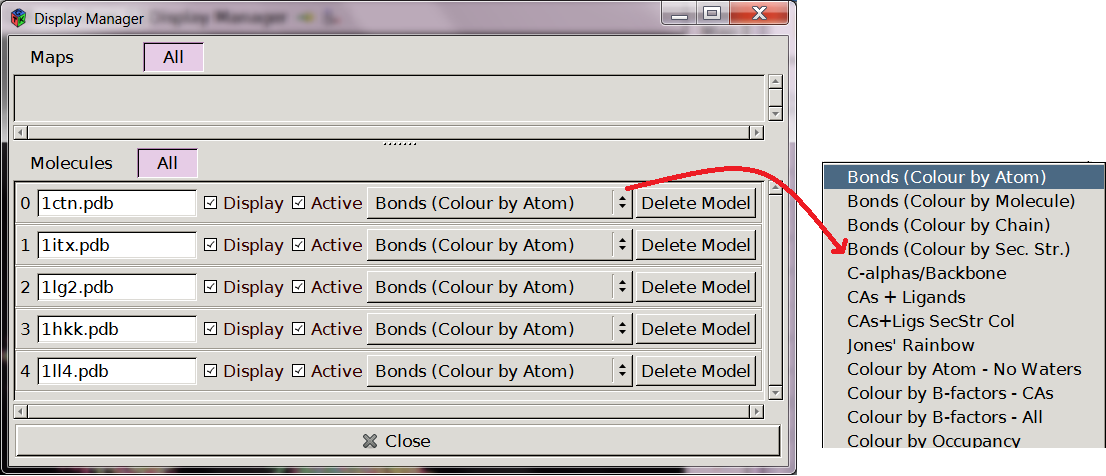 Display Manager
Maps All
Molecules All
0 1ctn.pdb Display Active Bonds (Colour by Atom) Delete Model
1 1itx.pdb Display Active Bonds (Colour by Atom) Delete Model
2 1lg2.pdb Display Active Bonds (Colour by Atom) Delete Model
3 1hkk.pdb Display Active Bonds (Colour by Atom) Delete Model
4 1ll4.pdb Display Active Bonds (Colour by Atom) Delete Model
Close
Bonds (Colour by Atom)
Bonds (Colour by Molecule)
Bonds (Colour by Chain)
Bonds (Colour by Sec. Str.)
C-alphas/Backbone
CAs + Ligands
CAs+Ligs SecStr Col
Jones' Rainbow
Colour by Atom - No Waters
Colour by B-factors - CAs
Colour by B-factors - All
Colour by Occupancy